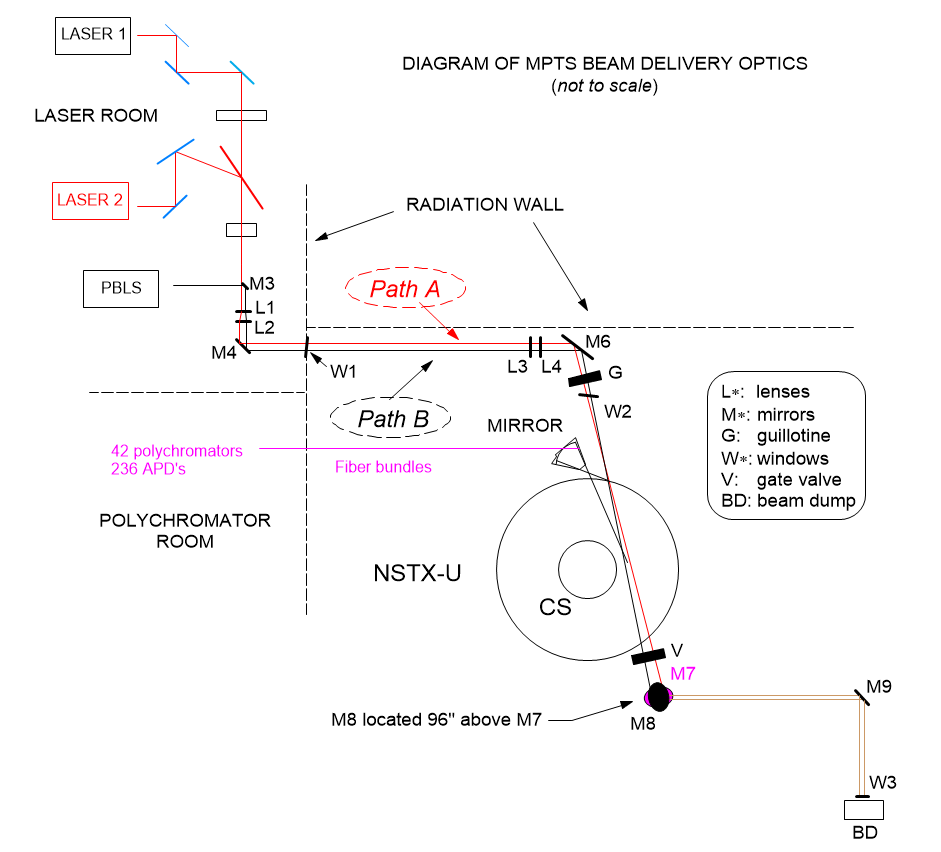 LASER 1
DIAGRAM OF MPTS BEAM DELIVERY OPTICS
(not to scale)
LASER ROOM
LASER 2
RADIATION WALL
PBLS
M3
L1
L2
M4
Path A
W1
Path B
L3
L4
M6
G
W2
L*: lenses
M*: mirrors
G: guillotine
W*: windows
V: gate valve
BD: beam dump
MIRROR
42 polychromators
236 APD's
Fiber bundles
POLYCHROMATOR
ROOM
NSTX-U
CS
V
M7
M8 located 96" above M7
M8
M9
W3
BD